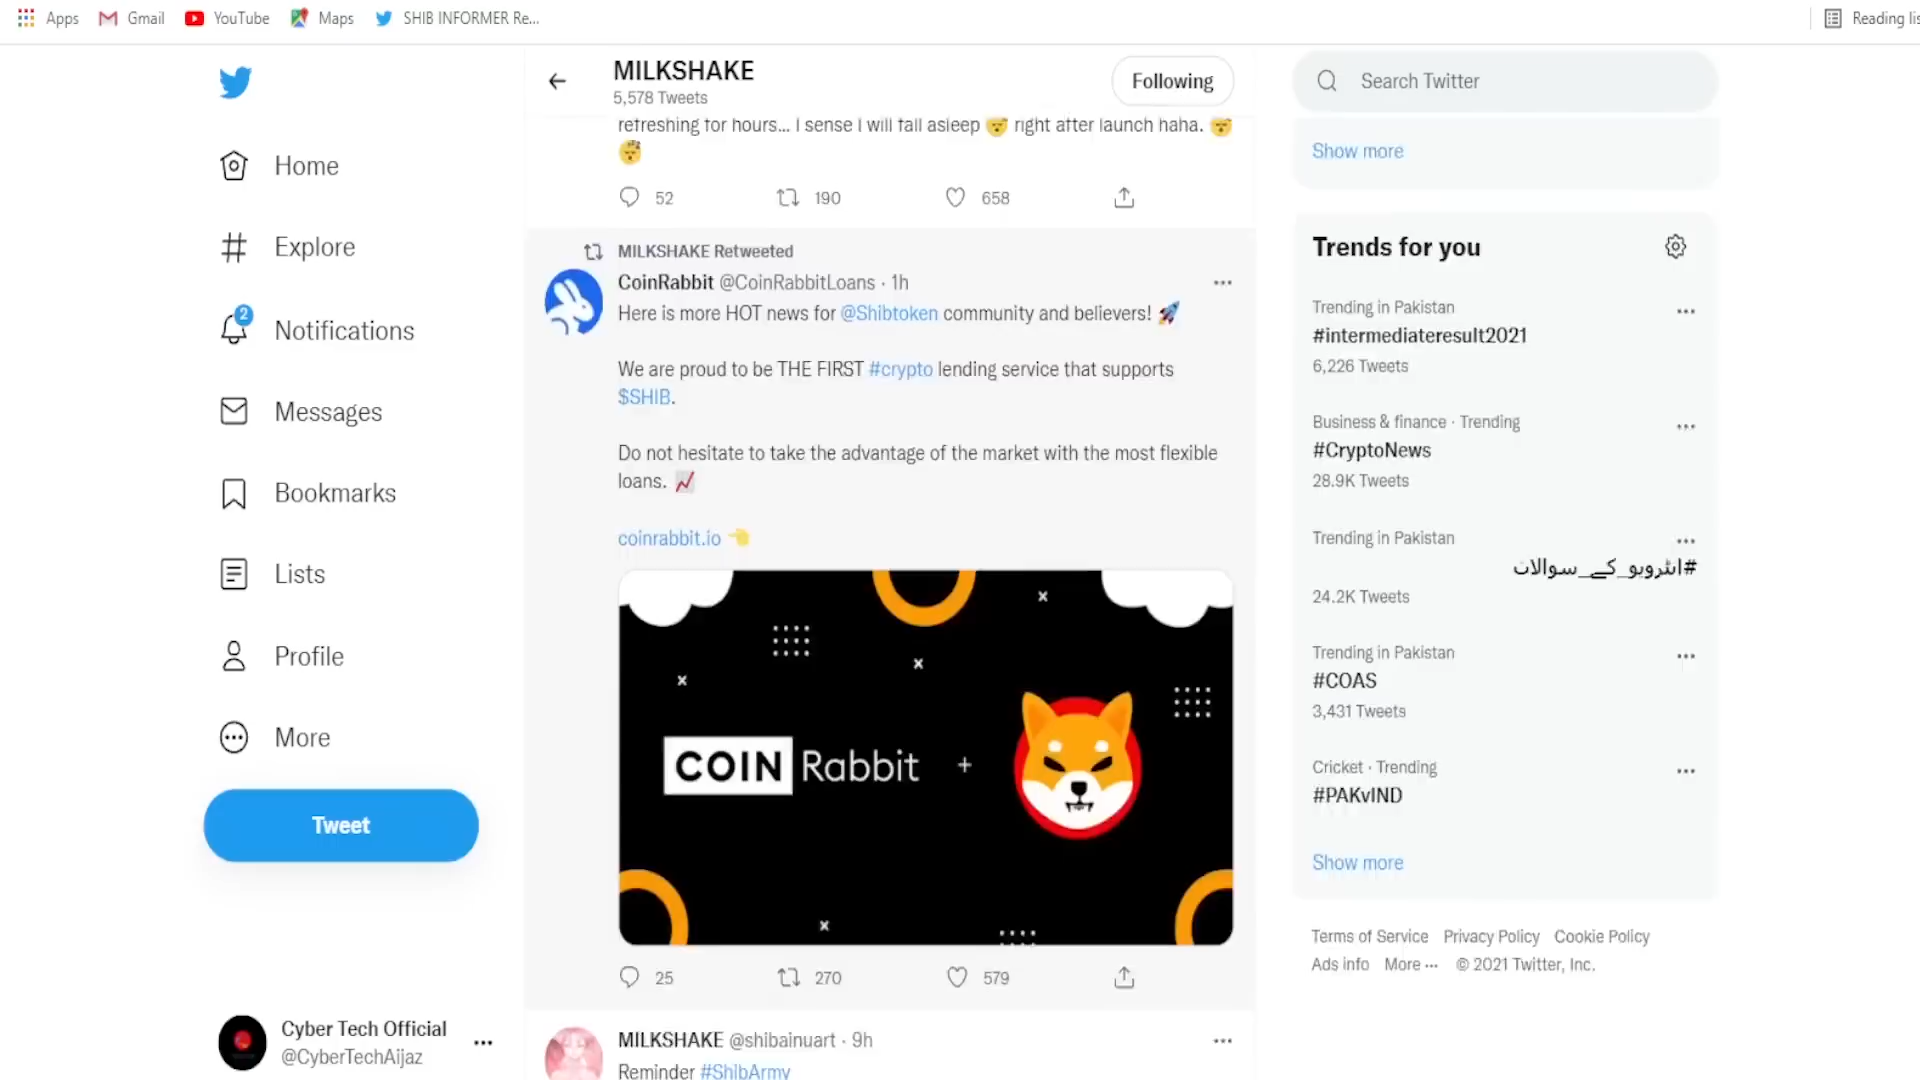 Apps
Gmail
YouTube
Maps
SHIB INFORMER Re...
Reading lis
Home
Explore
2
Notifications
Messages
Bookmarks
Lists
Profile
More
Tweet
Cyber Tech Official
@CyberTechAijaz
MILKSHAKE
5,578 Tweets
Following
refreshing for hours... I sense I will fall asleep 😴 right after launch haha. 😴
😴
52
190
658
MILKSHAKE Retweeted
CoinRabbit @CoinRabbitLoans · 1h
Here is more HOT news for @Shibtoken community and believers! 🚀
We are proud to be THE FIRST #crypto lending service that supports
$SHIB.
Do not hesitate to take the advantage of the market with the most flexible
loans. 📈
coinrabbit.io 👈
COIN Rabbit +
25
270
579
MILKSHAKE @shibainuart · 9h
Reminder #ShibArmy
Search Twitter
Show more
Trends for you
Trending in Pakistan
#intermediateresult2021
6,226 Tweets
Business & finance · Trending
#CryptoNews
28.9K Tweets
Trending in Pakistan
#انٹرویو_کے_سوالات
24.2K Tweets
Trending in Pakistan
#COAS
3,431 Tweets
Cricket · Trending
#PAKvIND
Show more
Terms of Service Privacy Policy Cookie Policy
Ads info More ··· © 2021 Twitter, Inc.